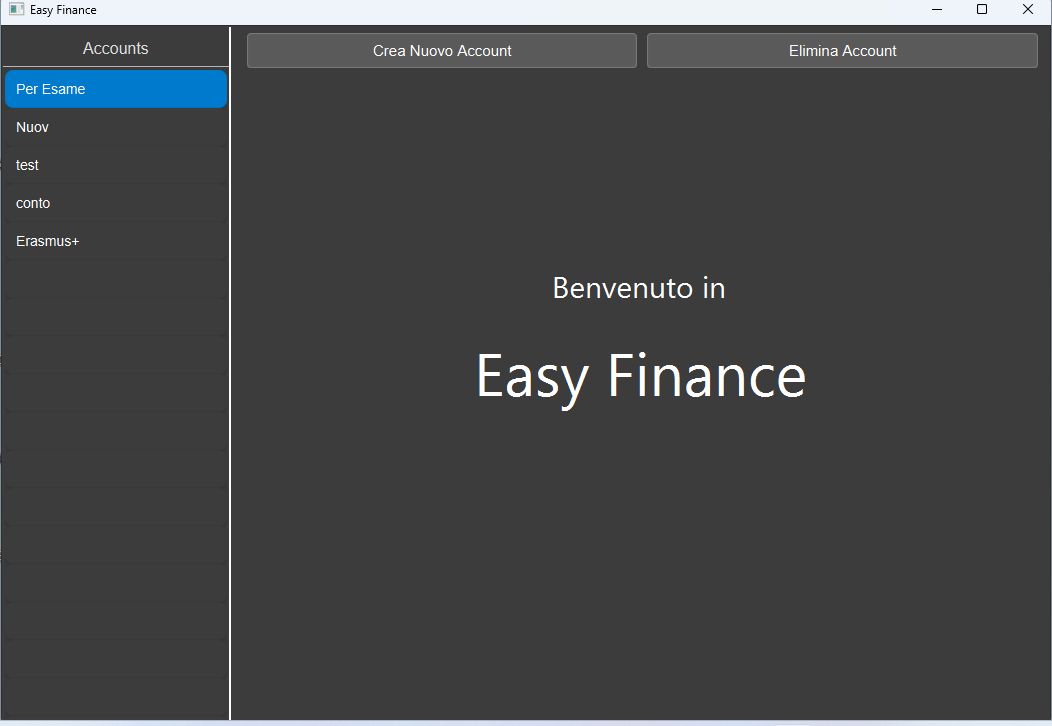 Easy Finance
Accounts
Crea Nuovo Account
Elimina Account
Per Esame
Nuov
test
conto
Erasmus+
Benvenuto in
Easy Finance